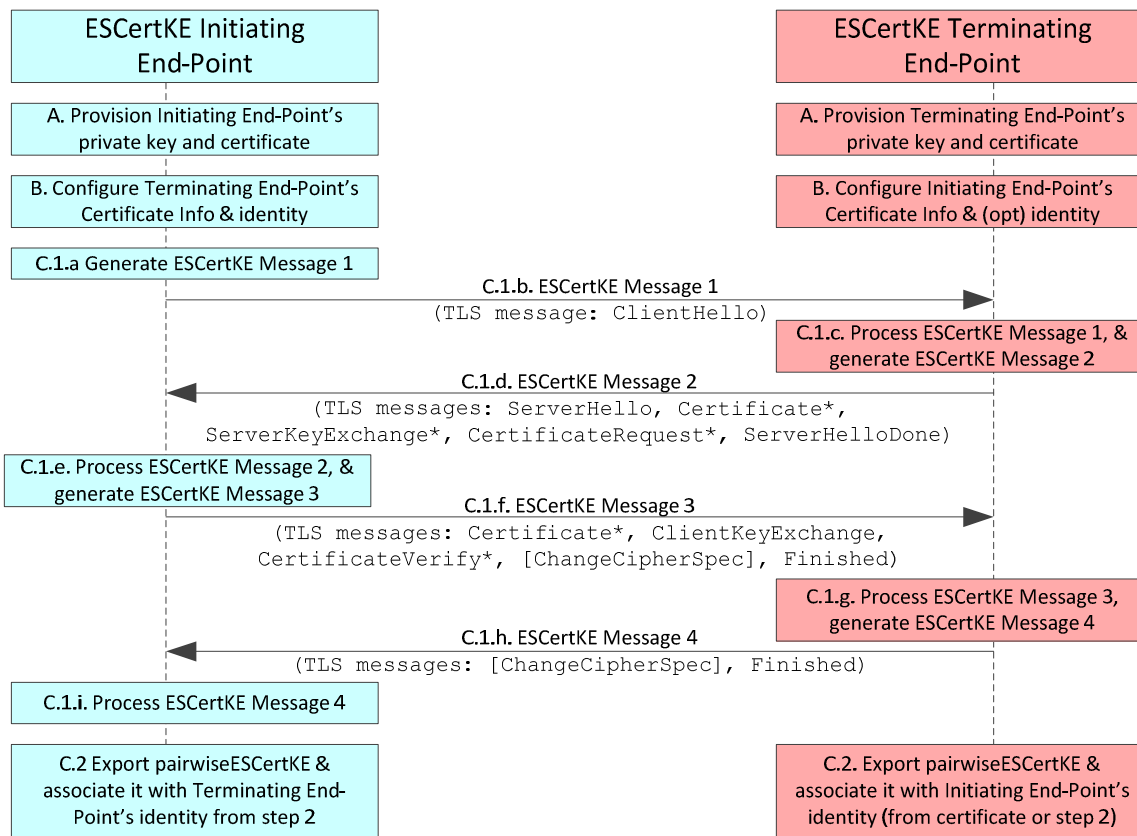 ESCertKE Initiating
End-Point
ESCertKE Terminating
End-Point
A. Provision Initiating End-Point's
private key and certificate
A. Provision Terminating End-Point's
private key and certificate
B. Configure Terminating End-Point's
Certificate Info & identity
B. Configure Initiating End-Point's
Certificate Info & (opt) identity
C.1.a Generate ESCertKE Message 1
C.1.b. ESCertKE Message 1
(TLS message: ClientHello)
C.1.c. Process ESCertKE Message 1, &
generate ESCertKE Message 2
C.1.d. ESCertKE Message 2
(TLS messages: ServerHello, Certificate*,
ServerKeyExchange*, CertificateRequest*, ServerHelloDone)
C.1.e. Process ESCertKE Message 2, &
generate ESCertKE Message 3
C.1.f. ESCertKE Message 3
(TLS messages: Certificate*, ClientKeyExchange,
CertificateVerify*, [ChangeCipherSpec], Finished)
C.1.g. Process ESCertKE Message 3,
generate ESCertKE Message 4
C.1.h. ESCertKE Message 4
(TLS messages: [ChangeCipherSpec], Finished)
C.1.i. Process ESCertKE Message 4
C.2 Export pairwiseESCertKE &
associate it with Terminating End-
Point's identity from step 2
C.2. Export pairwiseESCertKE &
associate it with Initiating End-Point's
identity (from certificate or step 2)